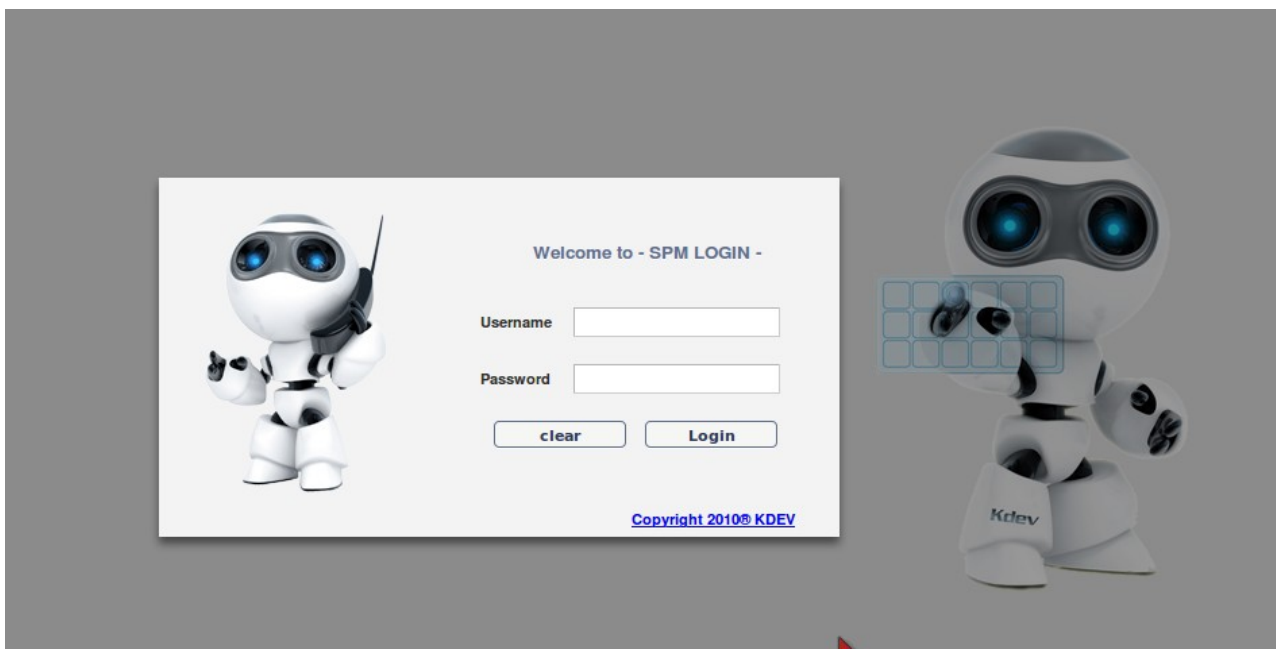 Welcome to - SPM LOGIN -
Username
Password
clear Login
Copyright 2010® KDEV
Kdev